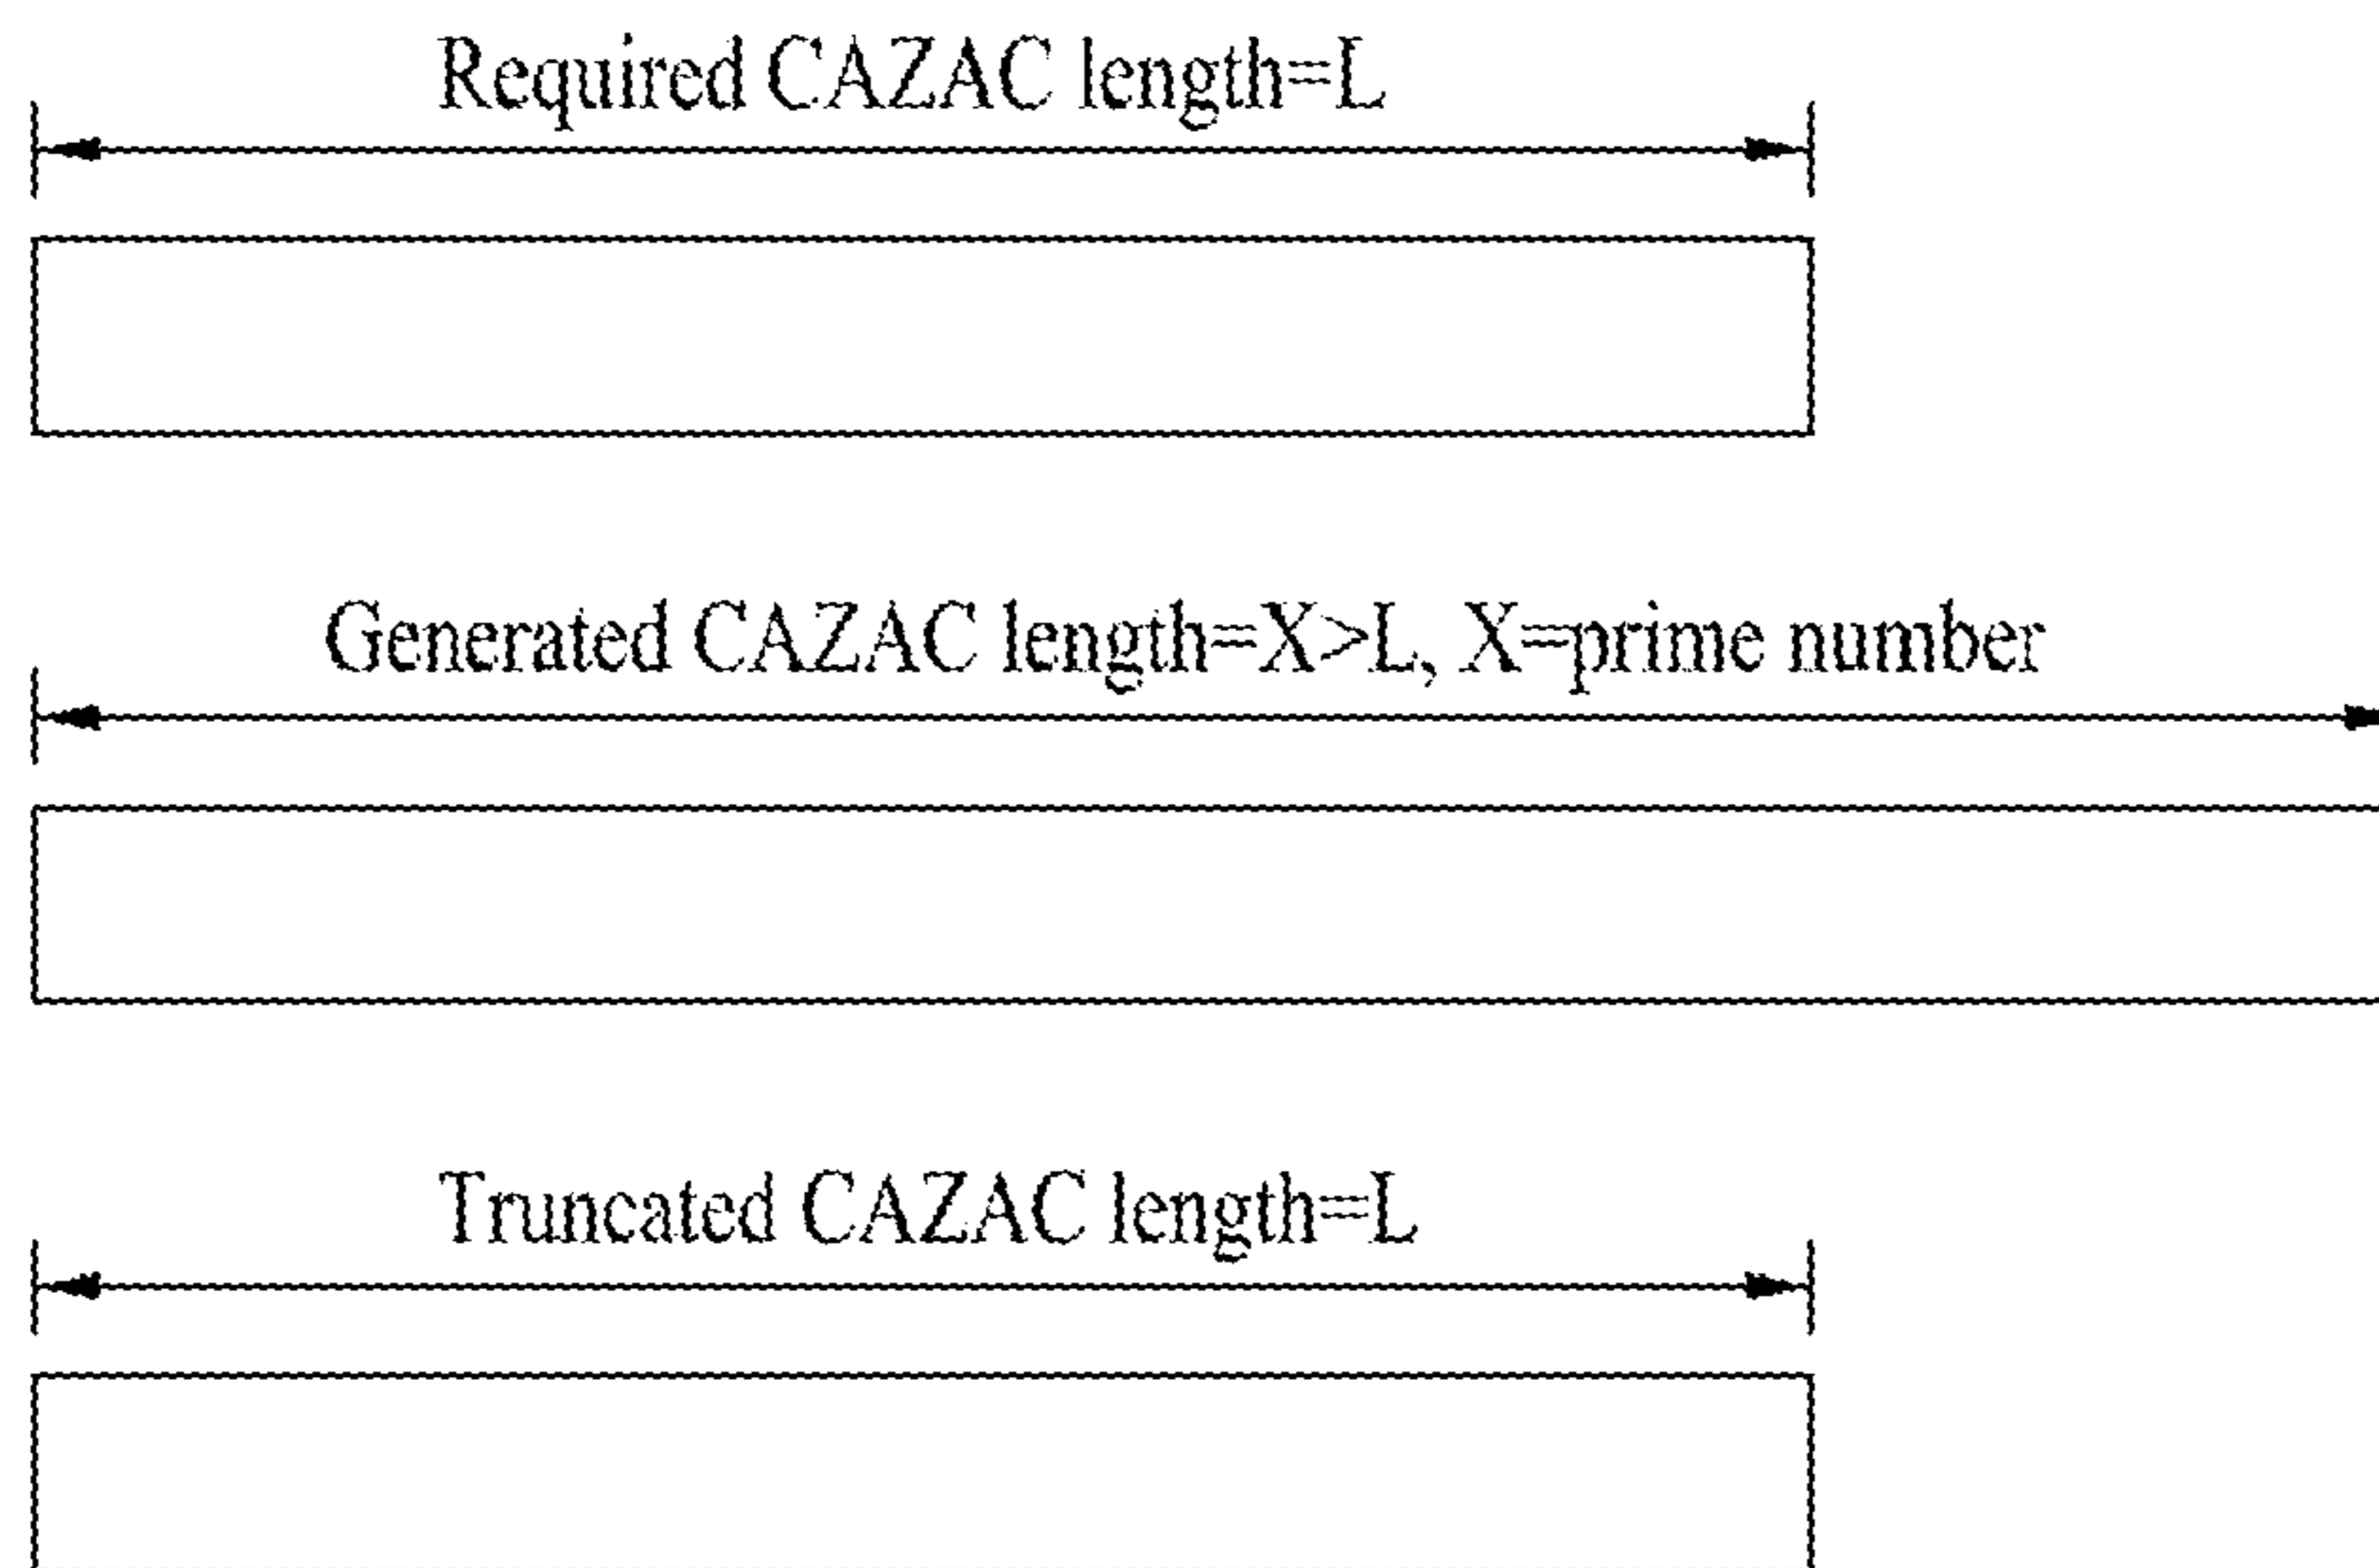 Required CAZAC length=L
Generated CAZAC length=X>L, X=prime number
Truncated CAZAC length=L